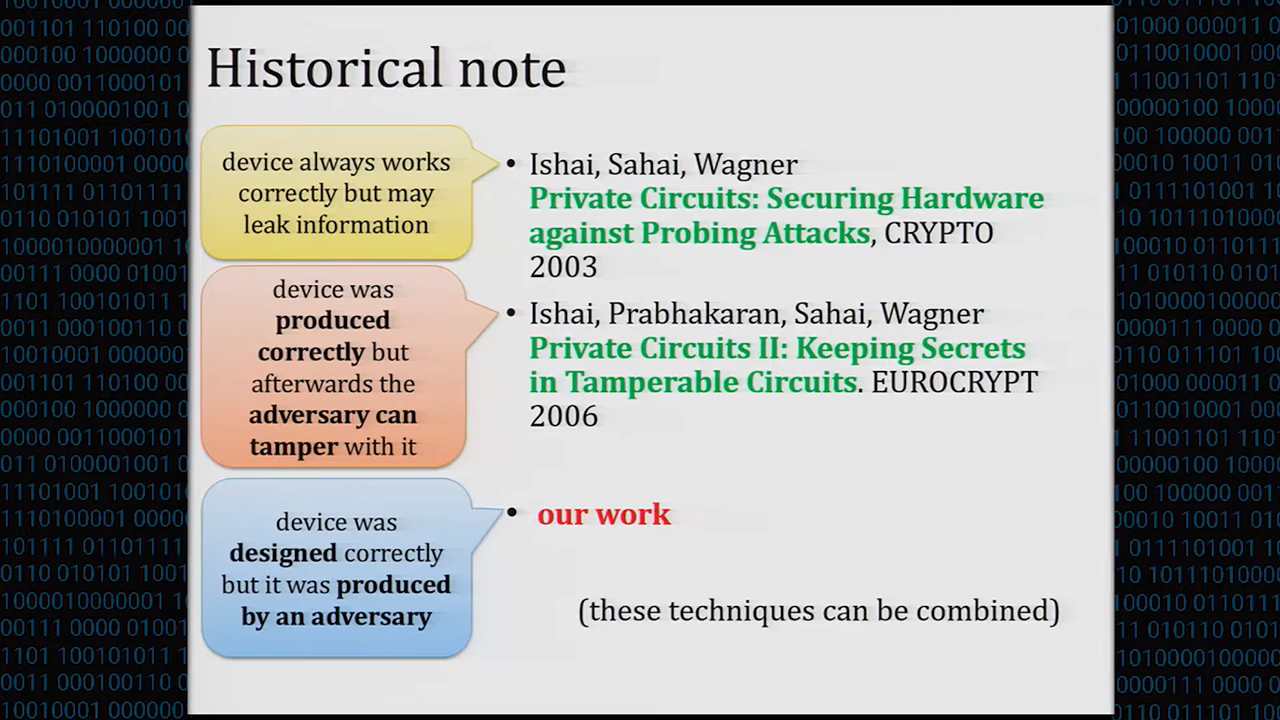 Historical note
device always works
correctly but may
leak information
• Ishai, Sahai, Wagner
Private Circuits: Securing Hardware
against Probing Attacks, CRYPTO
2003
device was
produced
correctly but
afterwards the
adversary can
tamper with it
• Ishai, Prabhakaran, Sahai, Wagner
Private Circuits II: Keeping Secrets
in Tamperable Circuits. EUROCRYPT
2006
device was
designed correctly
but it was produced
by an adversary
• our work
(these techniques can be combined)